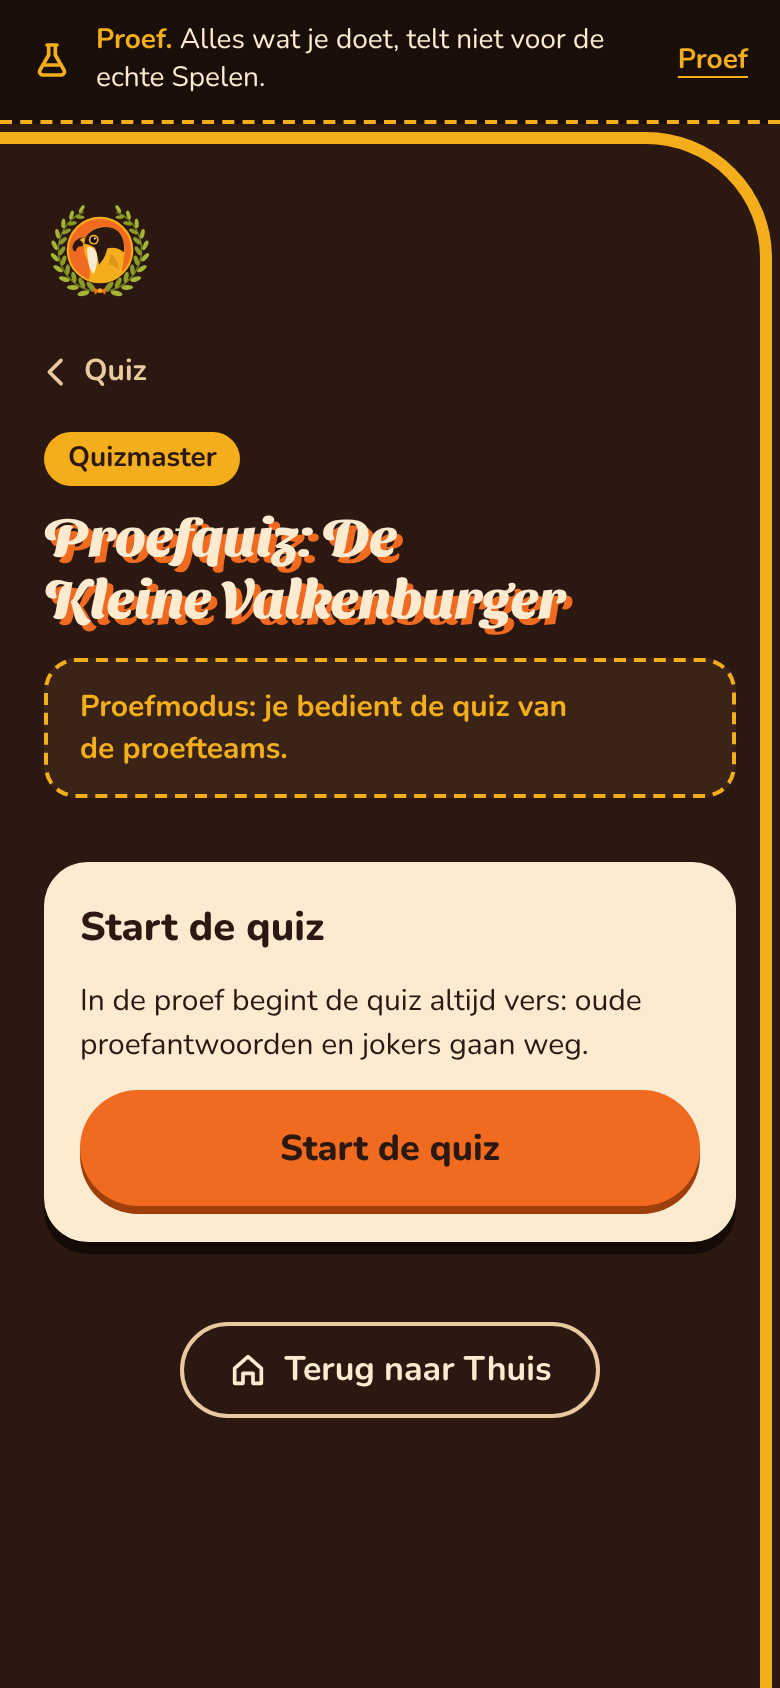 Proef. Alles wat je doet, telt niet voor de
echte Spelen.
Proef
Quiz
Quizmaster
Proefquiz: De
Kleine Valkenburger
Proefmodus: je bedient de quiz van
de proefteams.
Start de quiz
In de proef begint de quiz altijd vers: oude
proefantwoorden en jokers gaan weg.
Start de quiz
Terug naar Thuis